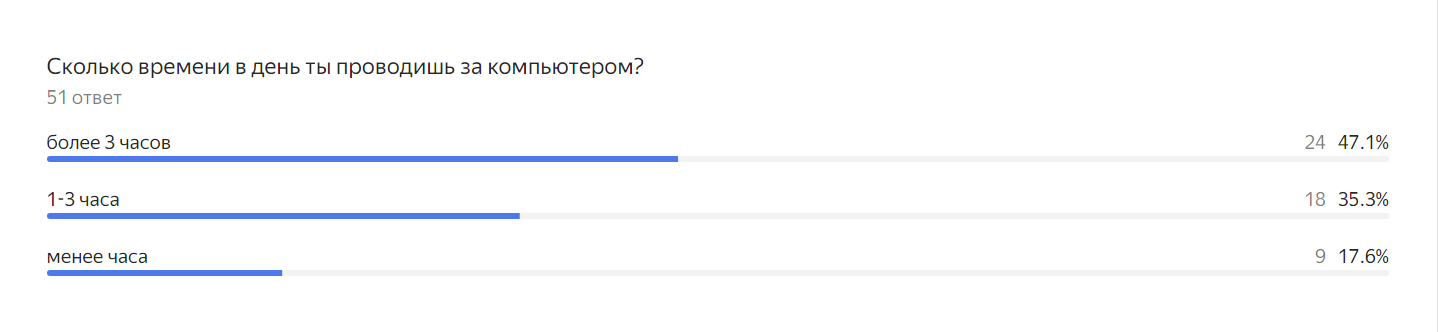 Сколько времени в день ты проводишь за компьютером?
51 ответ
более 3 часов 24 47.1%
1-3 часа 18 35.3%
менее часа 9 17.6%